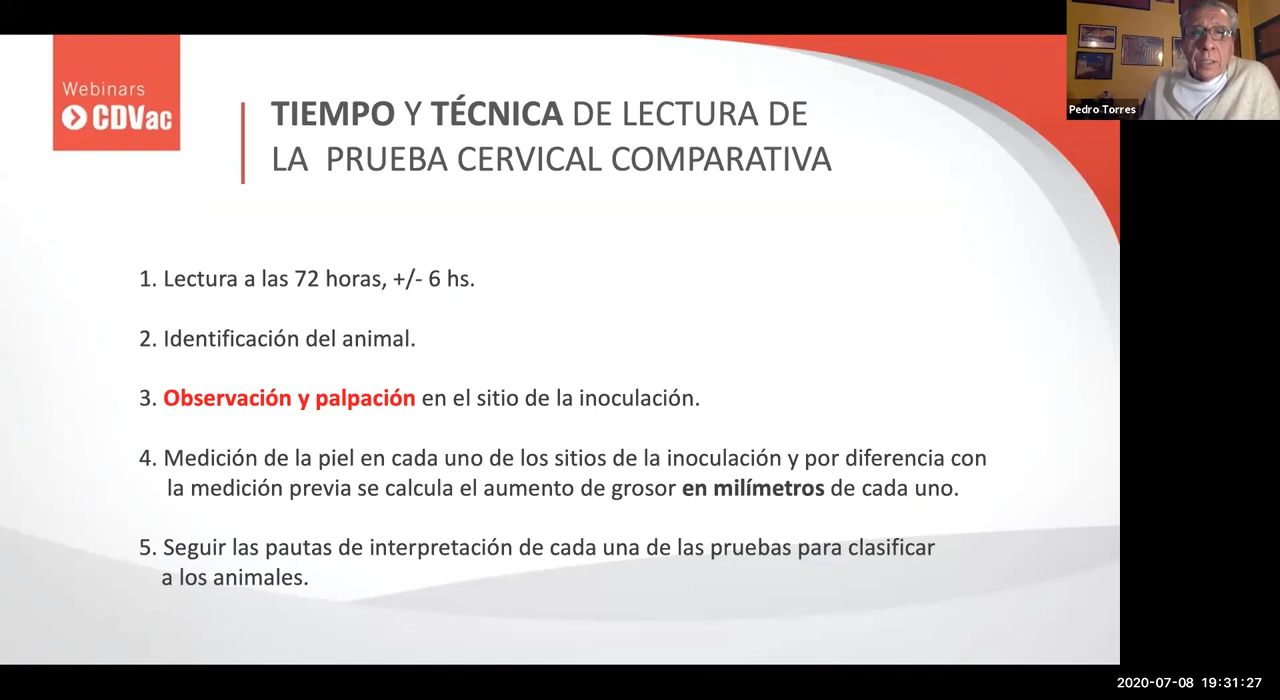 Webinars
CDVac
TIEMPO Y TÉCNICA DE LECTURA DE
LA PRUEBA CERVICAL COMPARATIVA
Pedro Torres
1. Lectura a las 72 horas, +/- 6 hs.
2. Identificación del animal.
3. Observación y palpación en el sitio de la inoculación.
4. Medición de la piel en cada uno de los sitios de la inoculación y por diferencia con
la medición previa se calcula el aumento de grosor en milímetros de cada uno.
5. Seguir las pautas de interpretación de cada una de las pruebas para clasificar
a los animales.
2020-07-08 19:31:27